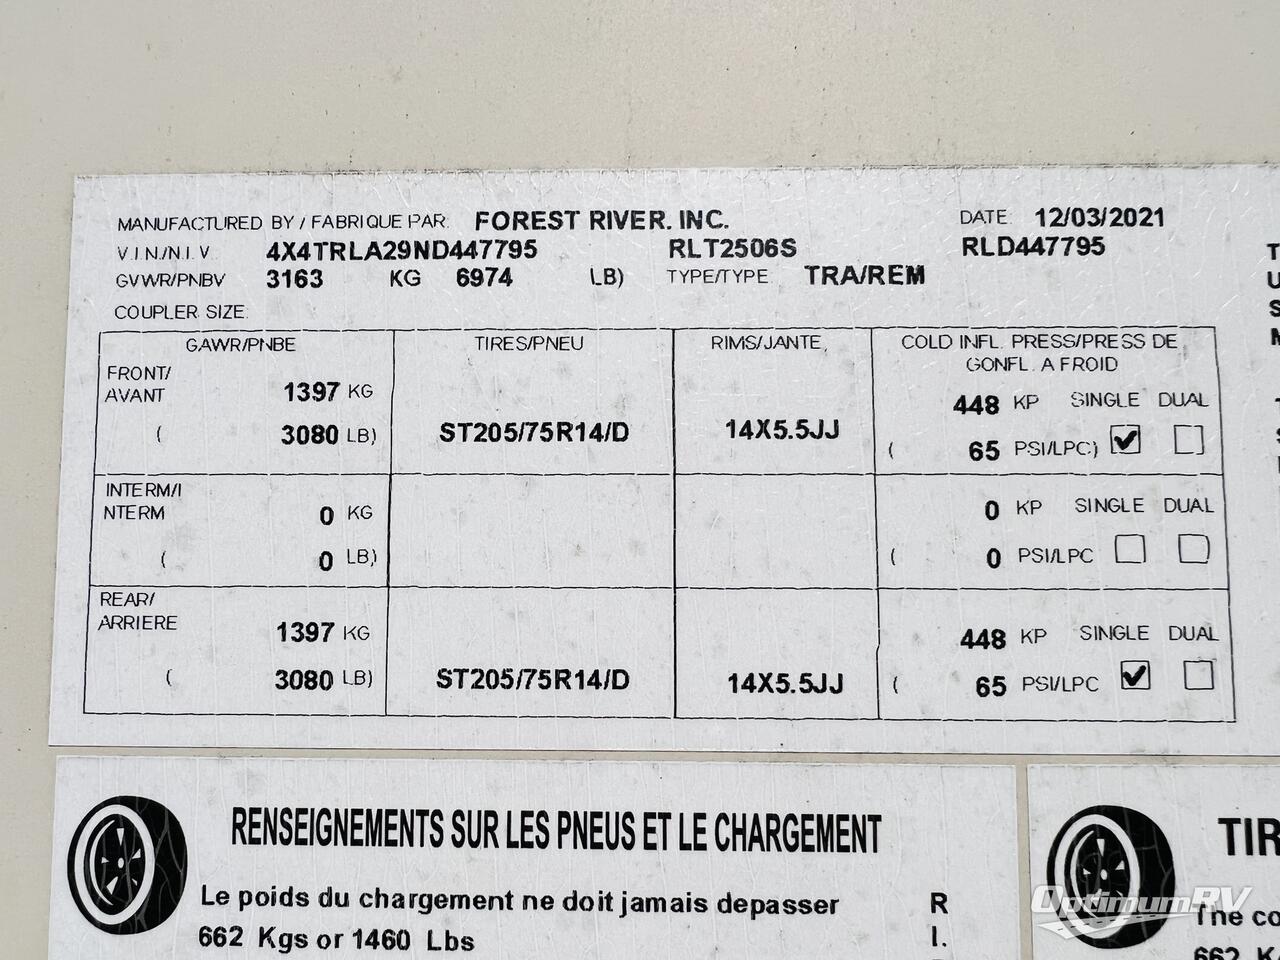 MANUFACTURED BY / FABRIQUE PAR: FOREST RIVER, INC. DATE: 12/03/2021
V.I.N./N.I.V.: 4X4TRLA29ND447795 RLT2506S RLD447795
GVWR/PNBV 3163 KG 6974 LB) TYPE/TYPE: TRA/REM
COUPLER SIZE:
GAWR/PNBE TIRES/PNEU RIMS/JANTE COLD INFL. PRESS/PRESS DE
GONFL. A FROID
FRONT/
AVANT 1397 KG 448 KP SINGLE DUAL
( 3080 LB) ST205/75R14/D 14X5.5JJ ( 65 PSI/LPC)
INTERM/I
NTERM 0 KG 0 KP SINGLE DUAL
( 0 LB) ( 0 PSI/LPC
REAR/
ARRIERE 1397 KG 448 KP SINGLE DUAL
( 3080 LB) ST205/75R14/D 14X5.5JJ ( 65 PSI/LPC
RENSEIGNEMENTS SUR LES PNEUS ET LE CHARGEMENT
Le poids du chargement ne doit jamais depasser
662 Kgs or 1460 Lbs
R
I.
TIR
The co
662 K
OptimumRV